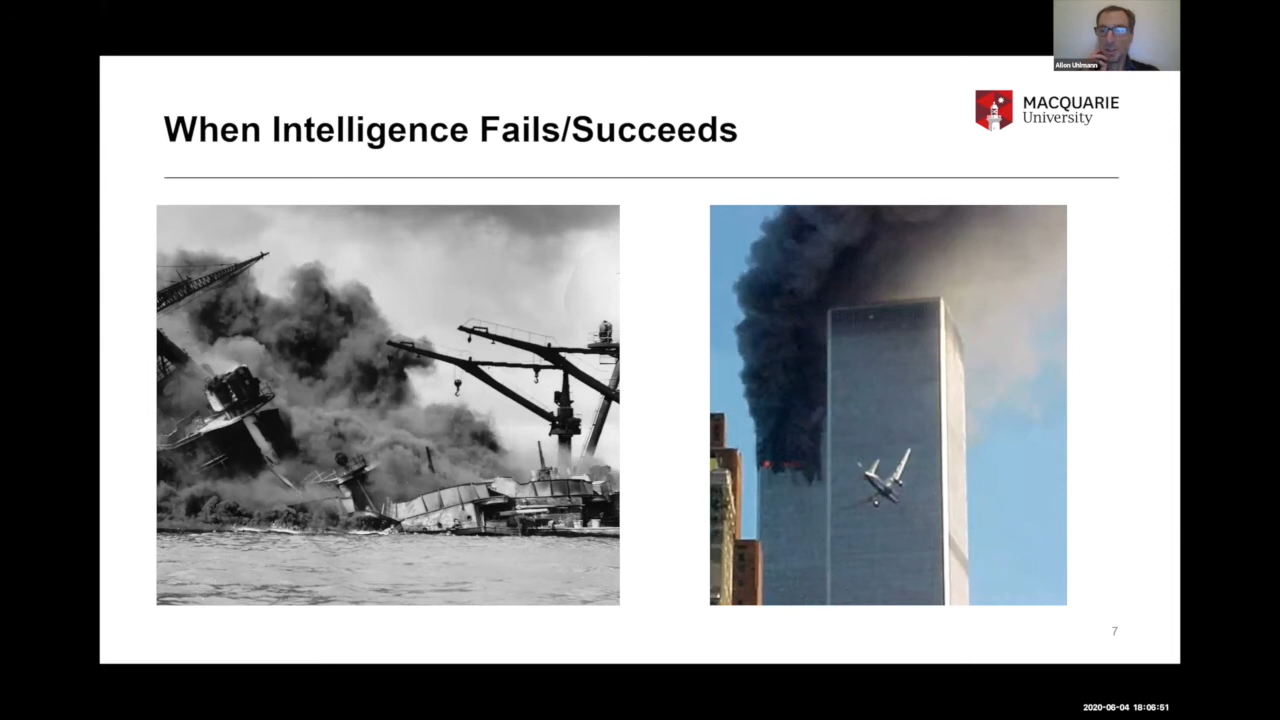 Allon Uhlmann
MACQUARIE
University
When Intelligence Fails/Succeeds
7
2020-06-04 18:06:51